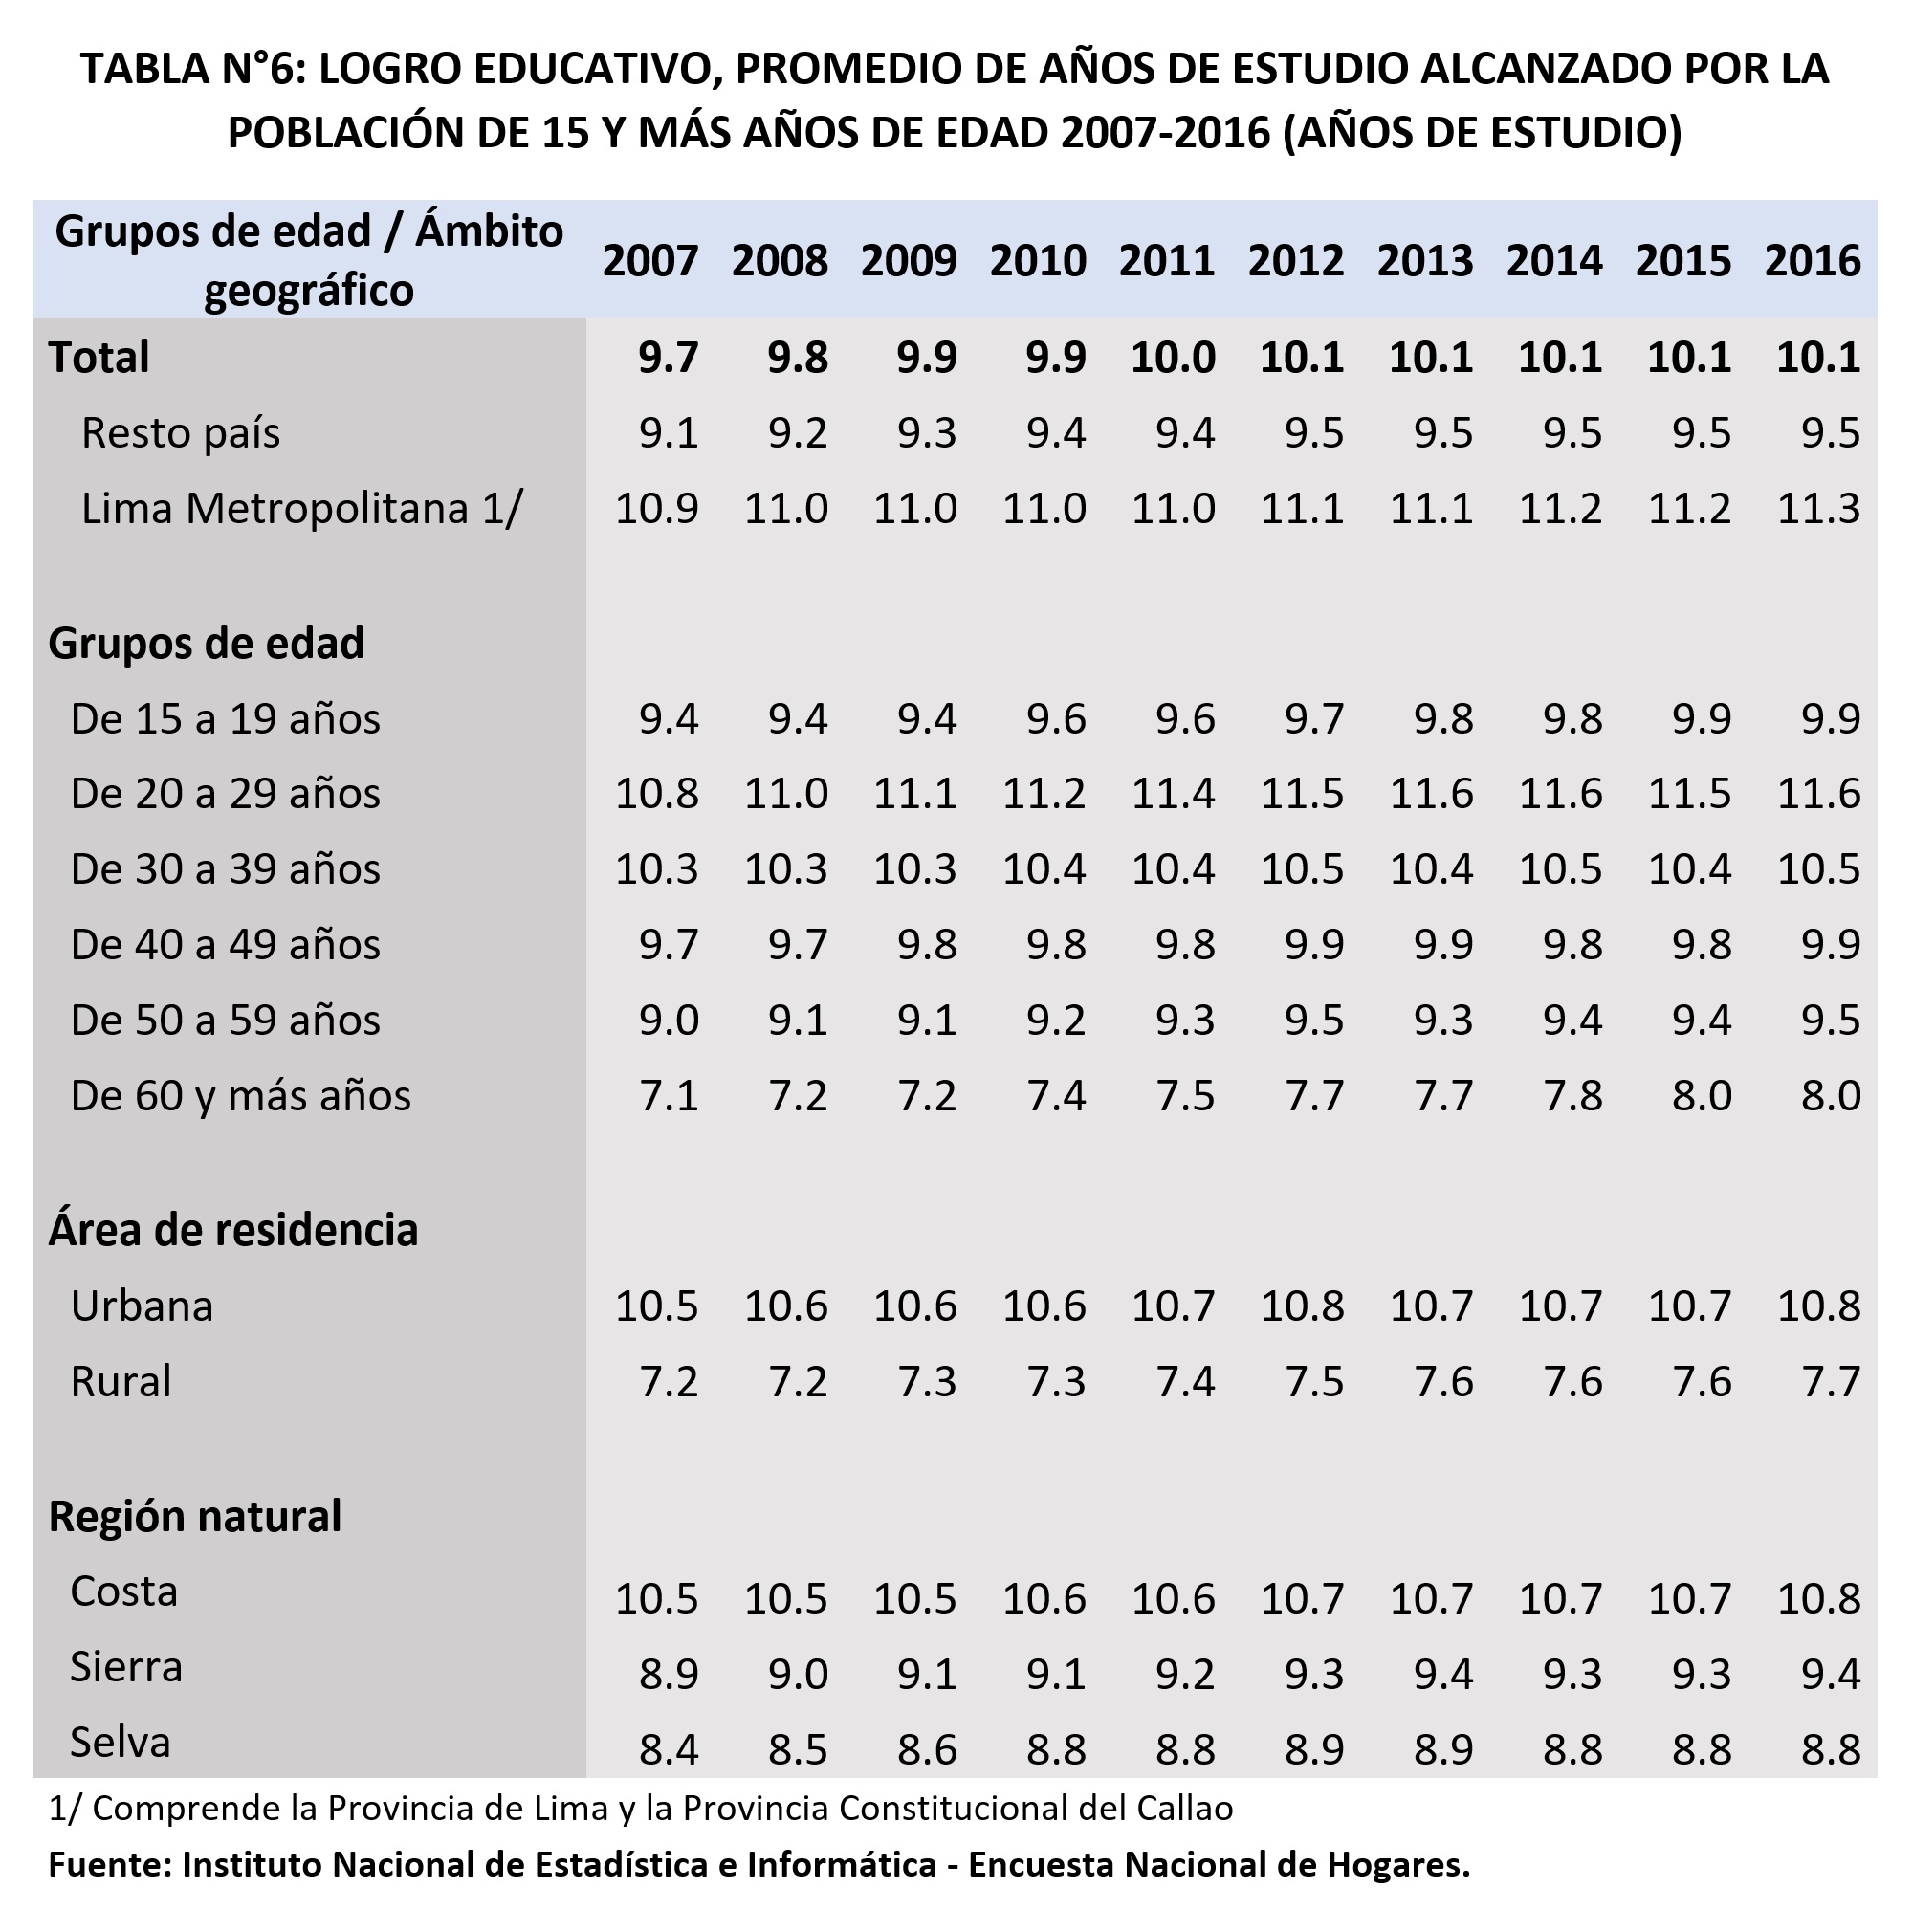 TABLA N°6: LOGRO EDUCATIVO, PROMEDIO DE AÑOS DE ESTUDIO ALCANZADO POR LA
POBLACIÓN DE 15 Y MÁS AÑOS DE EDAD 2007-2016 (AÑOS DE ESTUDIO)
Grupos de edad / Ámbito
geográfico 2007 2008 2009 2010 2011 2012 2013 2014 2015 2016
Total 9.7 9.8 9.9 9.9 10.0 10.1 10.1 10.1 10.1 10.1
Resto país 9.1 9.2 9.3 9.4 9.4 9.5 9.5 9.5 9.5 9.5
Lima Metropolitana 1/ 10.9 11.0 11.0 11.0 11.0 11.1 11.1 11.2 11.2 11.3
Grupos de edad
De 15 a 19 años 9.4 9.4 9.4 9.6 9.6 9.7 9.8 9.8 9.9 9.9
De 20 a 29 años 10.8 11.0 11.1 11.2 11.4 11.5 11.6 11.6 11.5 11.6
De 30 a 39 años 10.3 10.3 10.3 10.4 10.4 10.5 10.4 10.5 10.4 10.5
De 40 a 49 años 9.7 9.7 9.8 9.8 9.8 9.9 9.9 9.8 9.8 9.9
De 50 a 59 años 9.0 9.1 9.1 9.2 9.3 9.5 9.3 9.4 9.4 9.5
De 60 y más años 7.1 7.2 7.2 7.4 7.5 7.7 7.7 7.8 8.0 8.0
Área de residencia
Urbana 10.5 10.6 10.6 10.6 10.7 10.8 10.7 10.7 10.7 10.8
Rural 7.2 7.2 7.3 7.3 7.4 7.5 7.6 7.6 7.6 7.7
Región natural
Costa 10.5 10.5 10.5 10.6 10.6 10.7 10.7 10.7 10.7 10.8
Sierra 8.9 9.0 9.1 9.1 9.2 9.3 9.4 9.3 9.3 9.4
Selva 8.4 8.5 8.6 8.8 8.8 8.9 8.9 8.8 8.8 8.8
1/ Comprende la Provincia de Lima y la Provincia Constitucional del Callao
Fuente: Instituto Nacional de Estadística e Informática - Encuesta Nacional de Hogares.